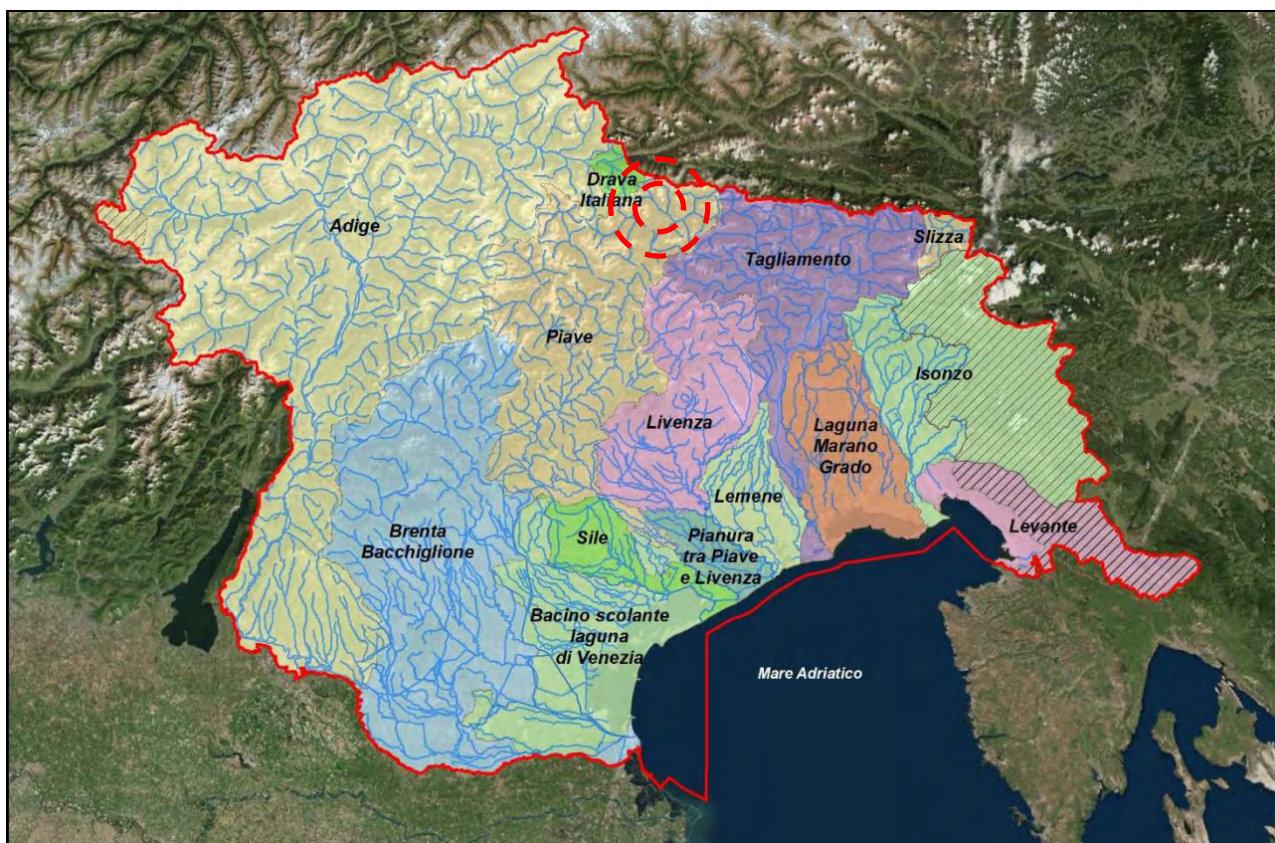 Drava
Italiana
Adige
Slizza
Tagliamento
Piave
Isonzo
Livenza
Laguna
Marano
Grado
Lemene
Levante
Brenta
Bacchiglione
Sile
Pianura
tra Piave
e Livenza
Bacino scolante
laguna
di Venezia
Mare Adriatico